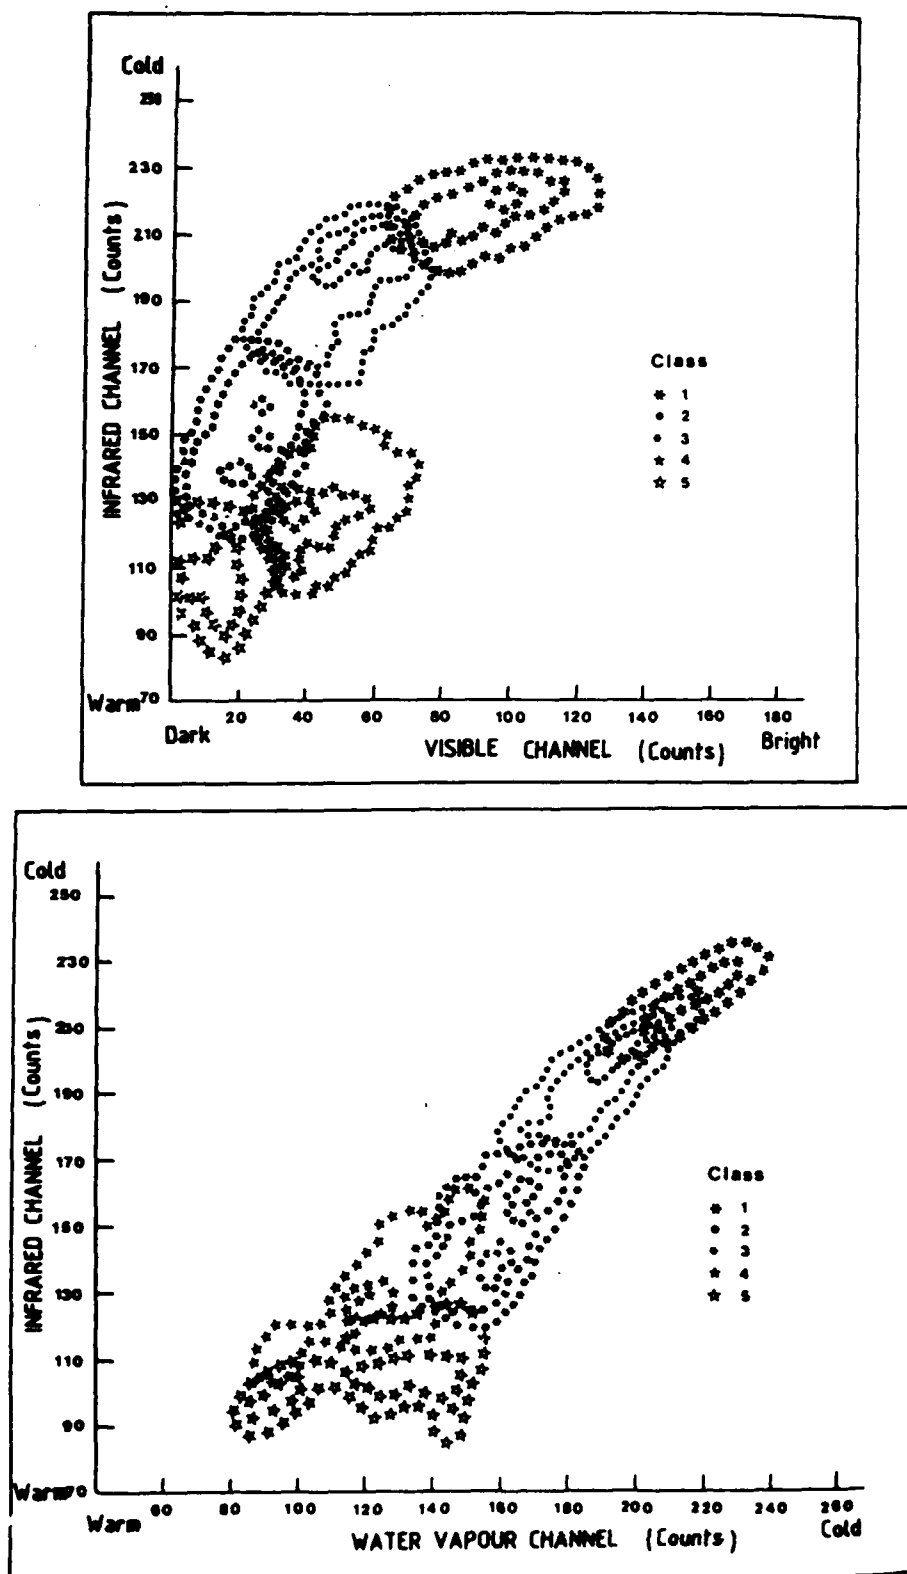 Cold
250
230
210
190
170
150
130
110
90
70
Warm
INFRARED CHANNEL (Counts)
Class
1
2
3
4
5
20 40 60 80 100 120 140 160 180
Dark
VISIBLE CHANNEL (Counts)
Bright
Cold
250
230
210
190
170
150
130
110
90
70
Warm
INFRARED CHANNEL (Counts)
Class
1
2
3
4
5
60 80 100 120 140 160 180 200 220 240 260
Warm
WATER VAPOUR CHANNEL (Counts)
Cold